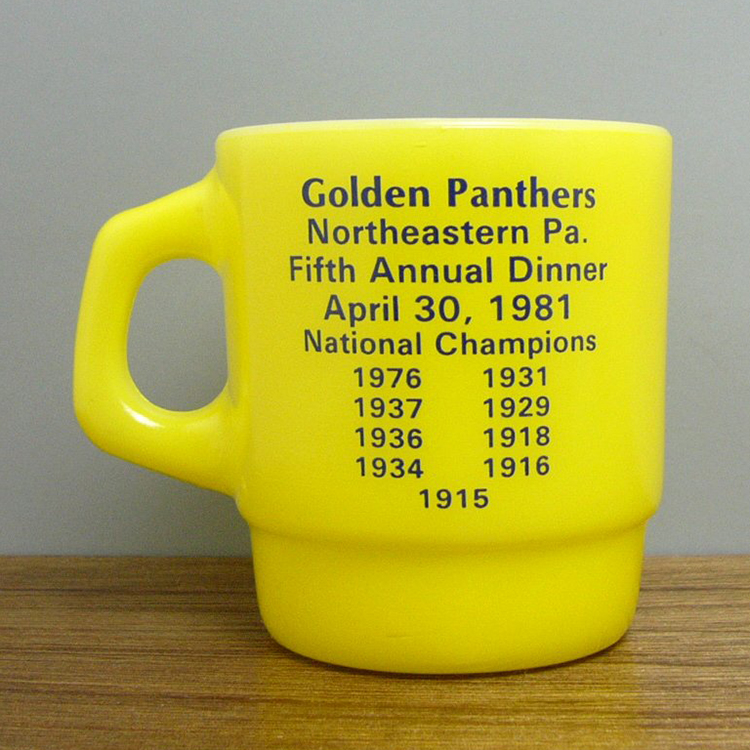 Golden Panthers
Northeastern Pa.
Fifth Annual Dinner
April 30, 1981
National Champions
1976 1931
1937 1929
1936 1918
1934 1916
1915